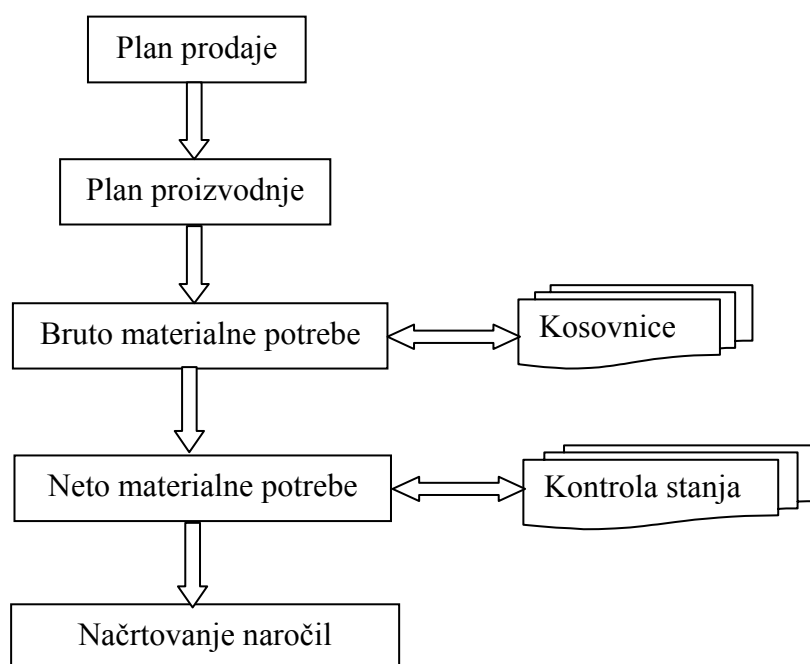 Plan prodaje
Plan proizvodnje
Bruto materialne potrebe
Kosovnice
Neto materialne potrebe
Kontrola stanja
Načrtovanje naročil